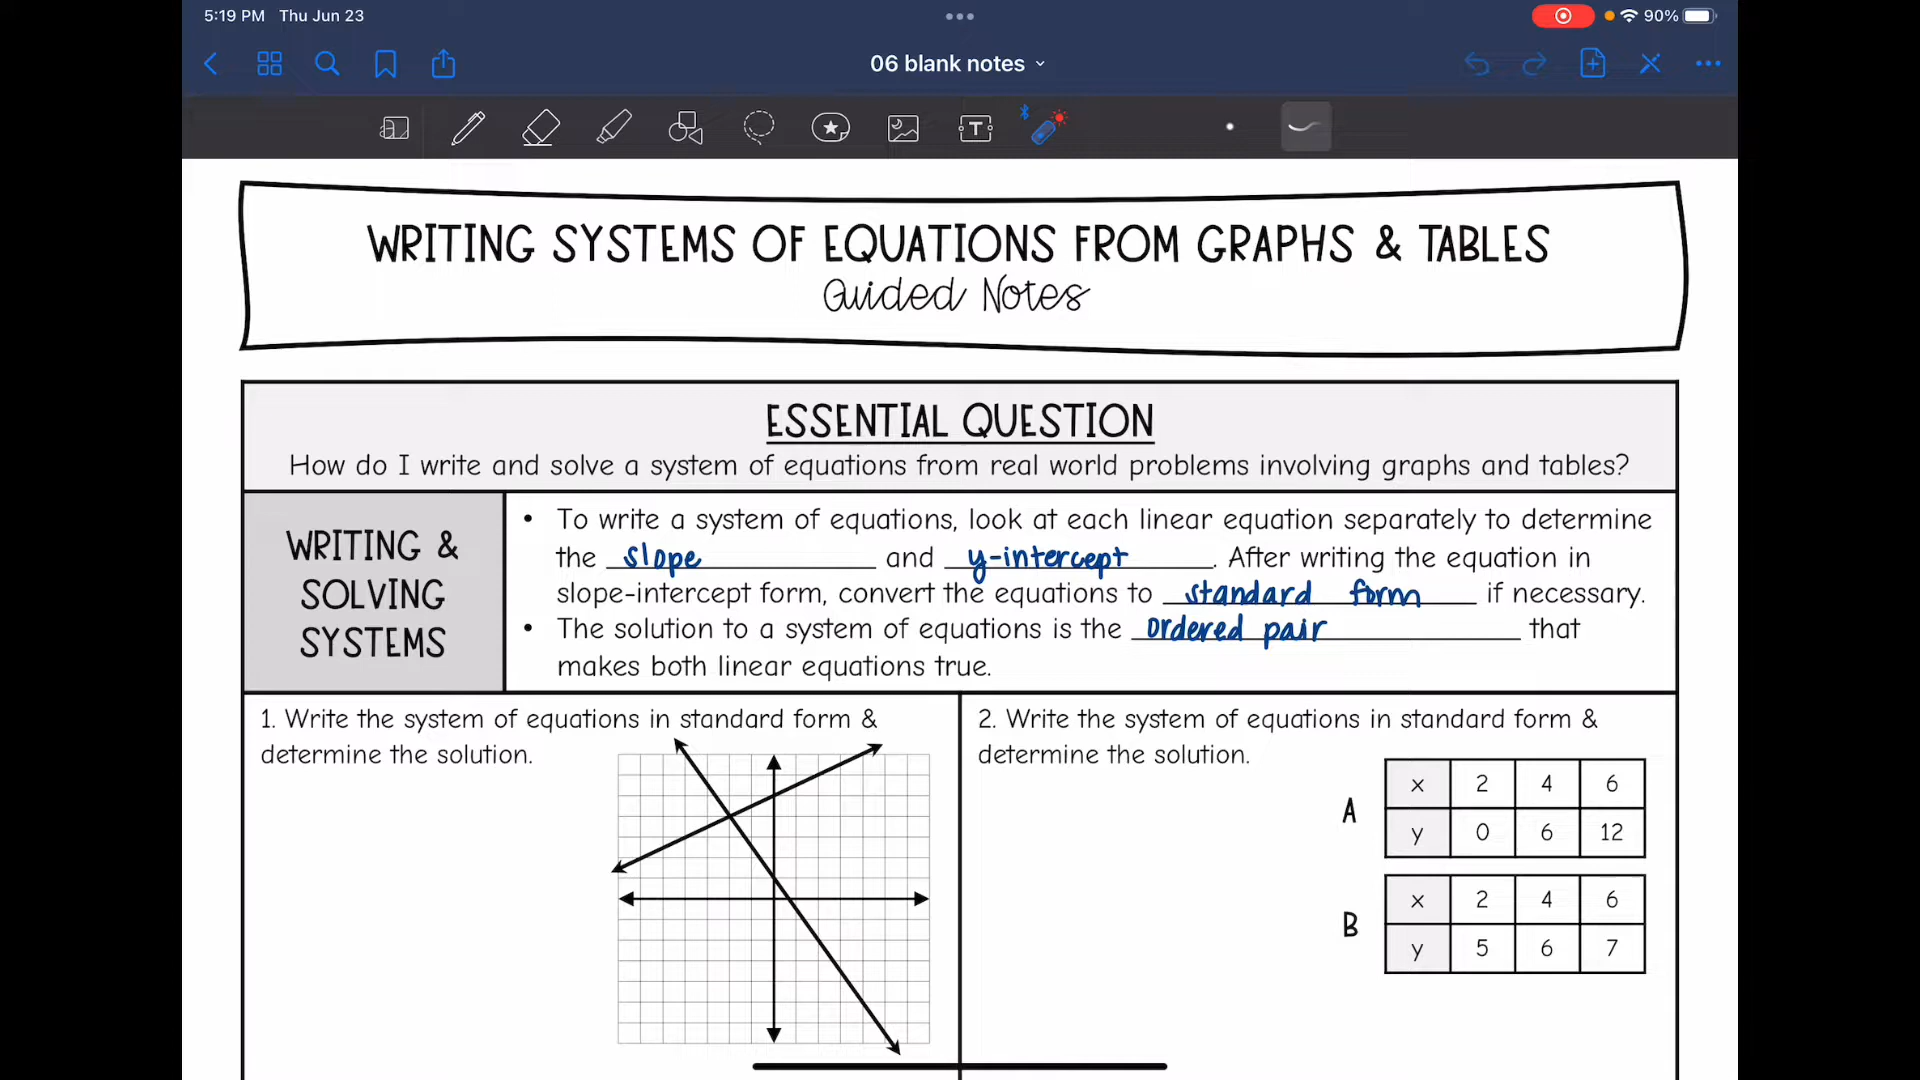 5:19 PM Thu Jun 23
90%
06 blank notes
T
WRITING SYSTEMS OF EQUATIONS FROM GRAPHS & TABLES
Guided Notes
ESSENTIAL QUESTION
How do I write and solve a system of equations from real world problems involving graphs and tables?
WRITING &
SOLVING
SYSTEMS
• To write a system of equations, look at each linear equation separately to determine
the slope and y-intercept. After writing the equation in
slope-intercept form, convert the equations to standard form if necessary.
• The solution to a system of equations is the ordered pair that
makes both linear equations true.
1. Write the system of equations in standard form &
determine the solution.
2. Write the system of equations in standard form &
determine the solution.
A
x 2 4 6
y 0 6 12
B
x 2 4 6
y 5 6 7